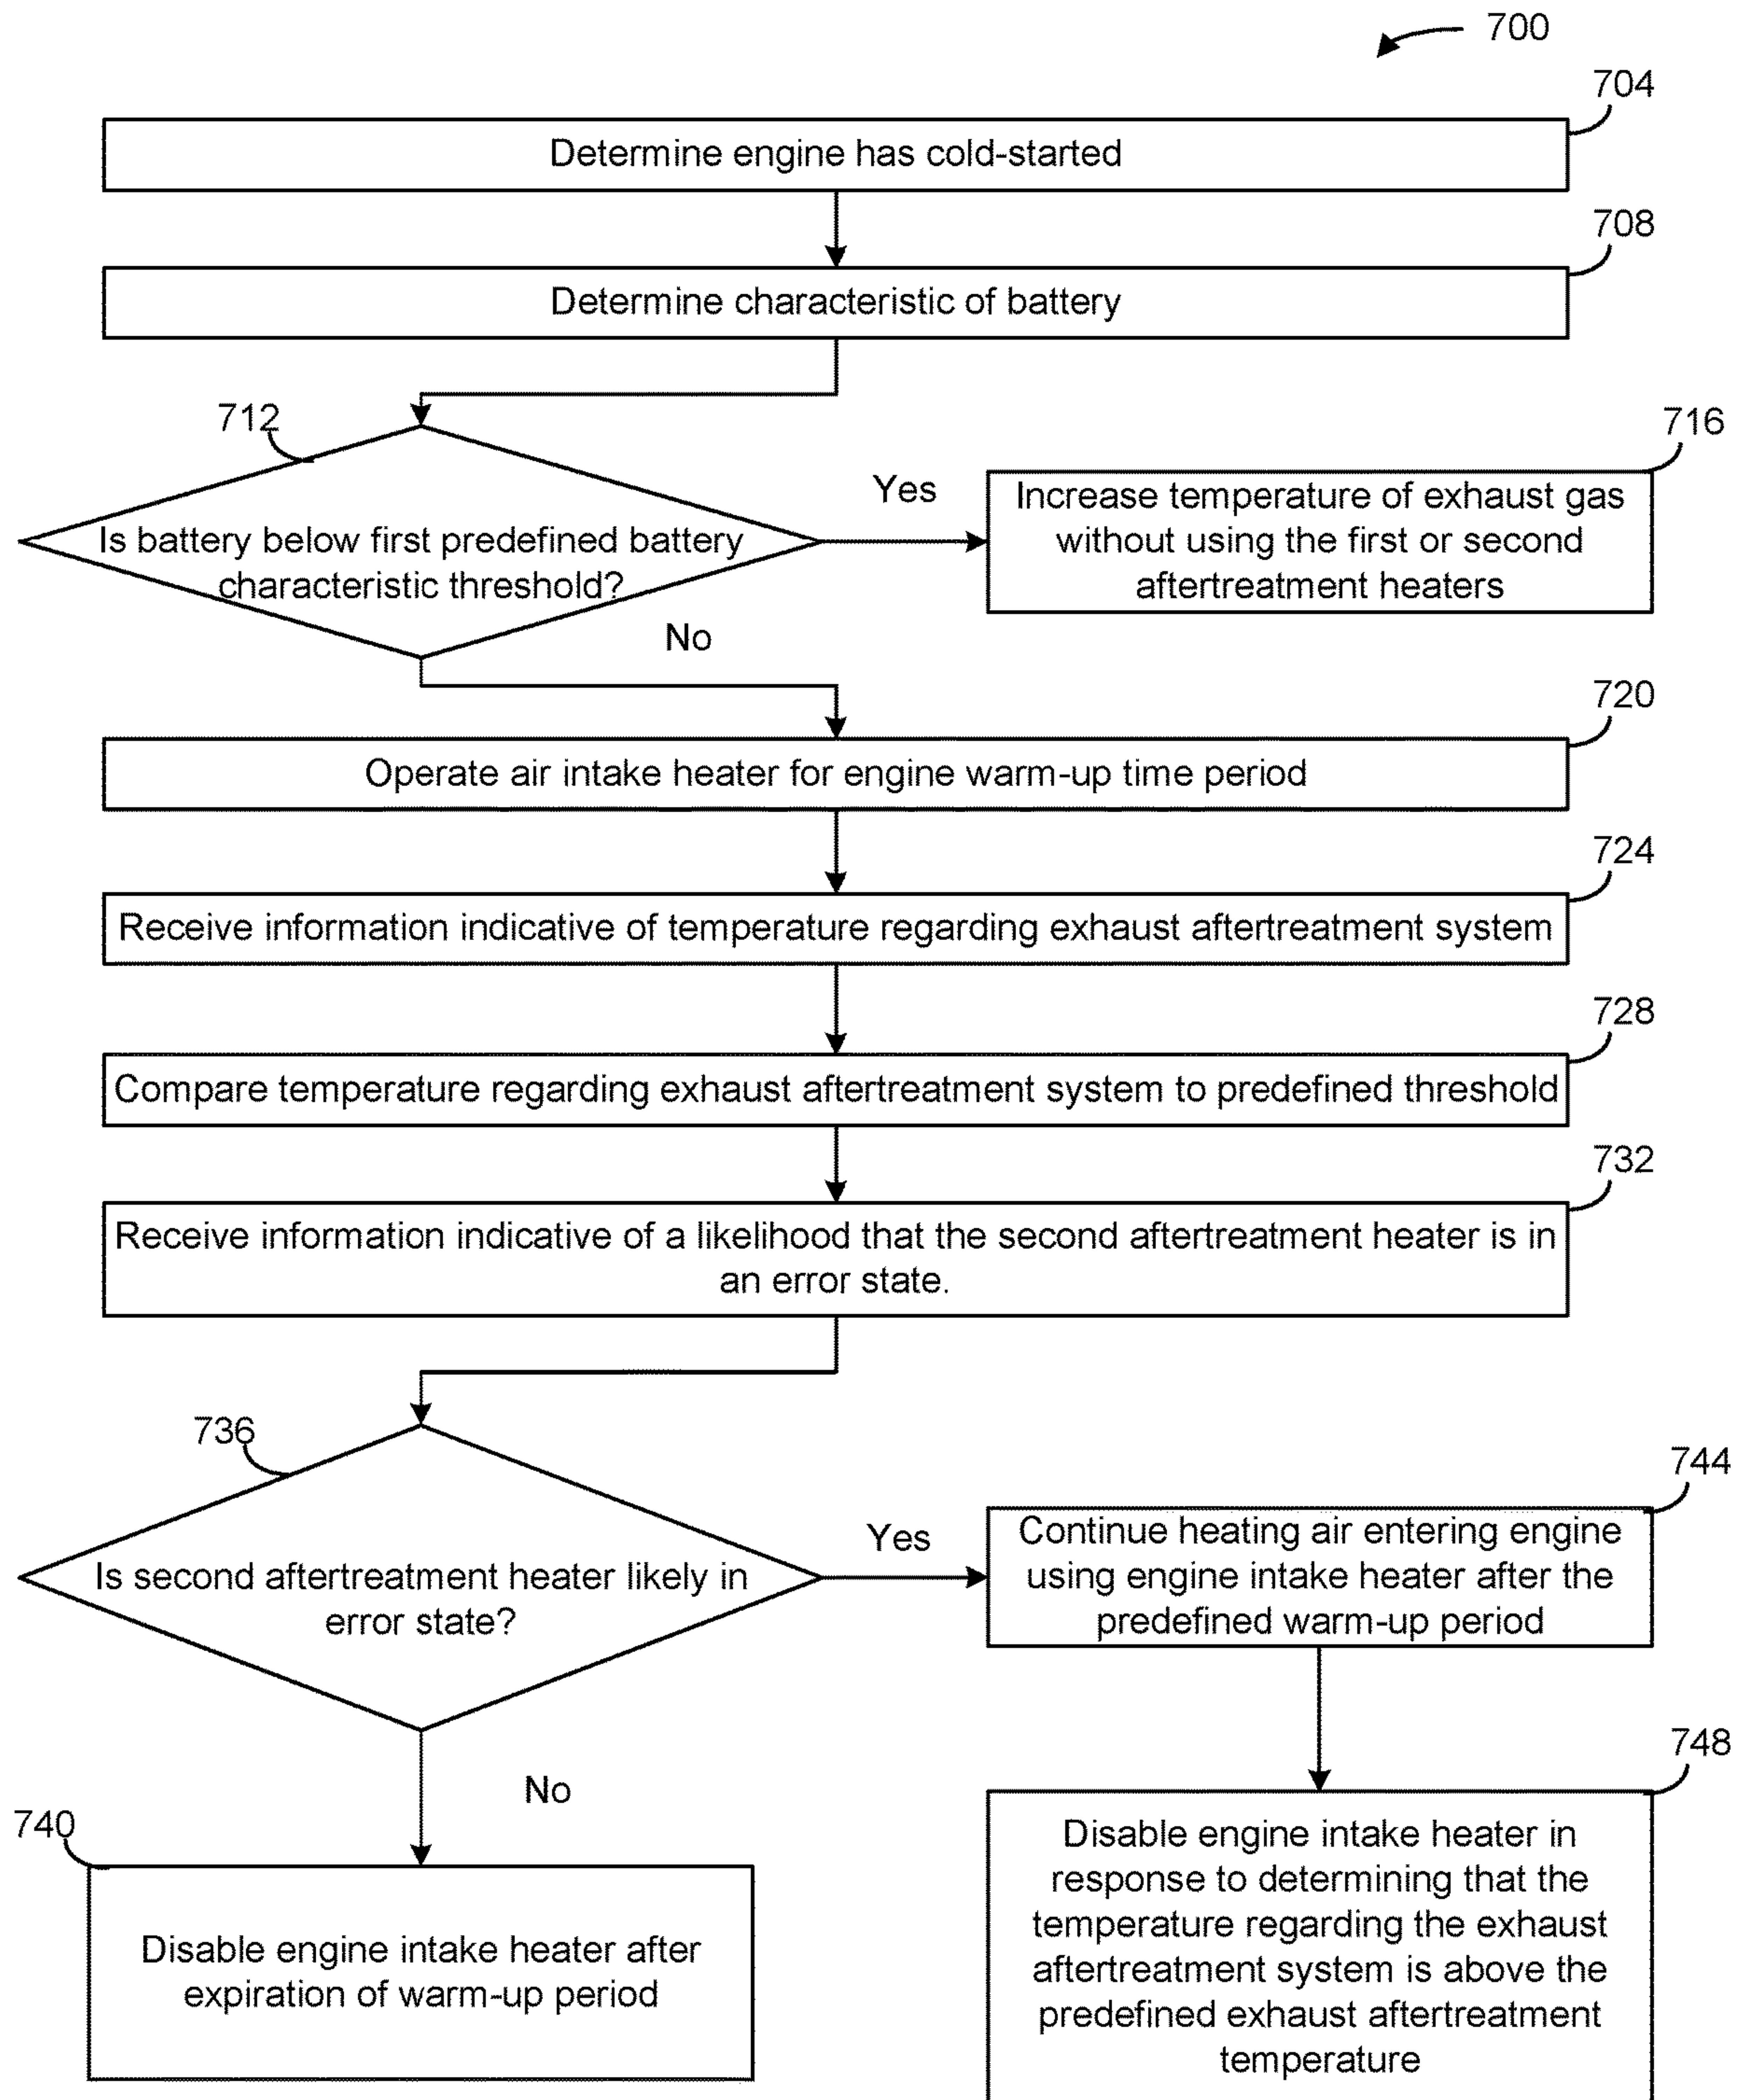 700
704
Determine engine has cold-started
708
Determine characteristic of battery
712
Is battery below first predefined battery
characteristic threshold?
Yes
716
Increase temperature of exhaust gas
without using the first or second
aftertreatment heaters
No
720
Operate air intake heater for engine warm-up time period
724
Receive information indicative of temperature regarding exhaust aftertreatment system
728
Compare temperature regarding exhaust aftertreatment system to predefined threshold
732
Receive information indicative of a likelihood that the second aftertreatment heater is in
an error state.
736
Is second aftertreatment heater likely in
error state?
Yes
744
Continue heating air entering engine
using engine intake heater after the
predefined warm-up period
No
740
Disable engine intake heater after
expiration of warm-up period
748
Disable engine intake heater in
response to determining that the
temperature regarding the exhaust
aftertreatment system is above the
predefined exhaust aftertreatment
temperature